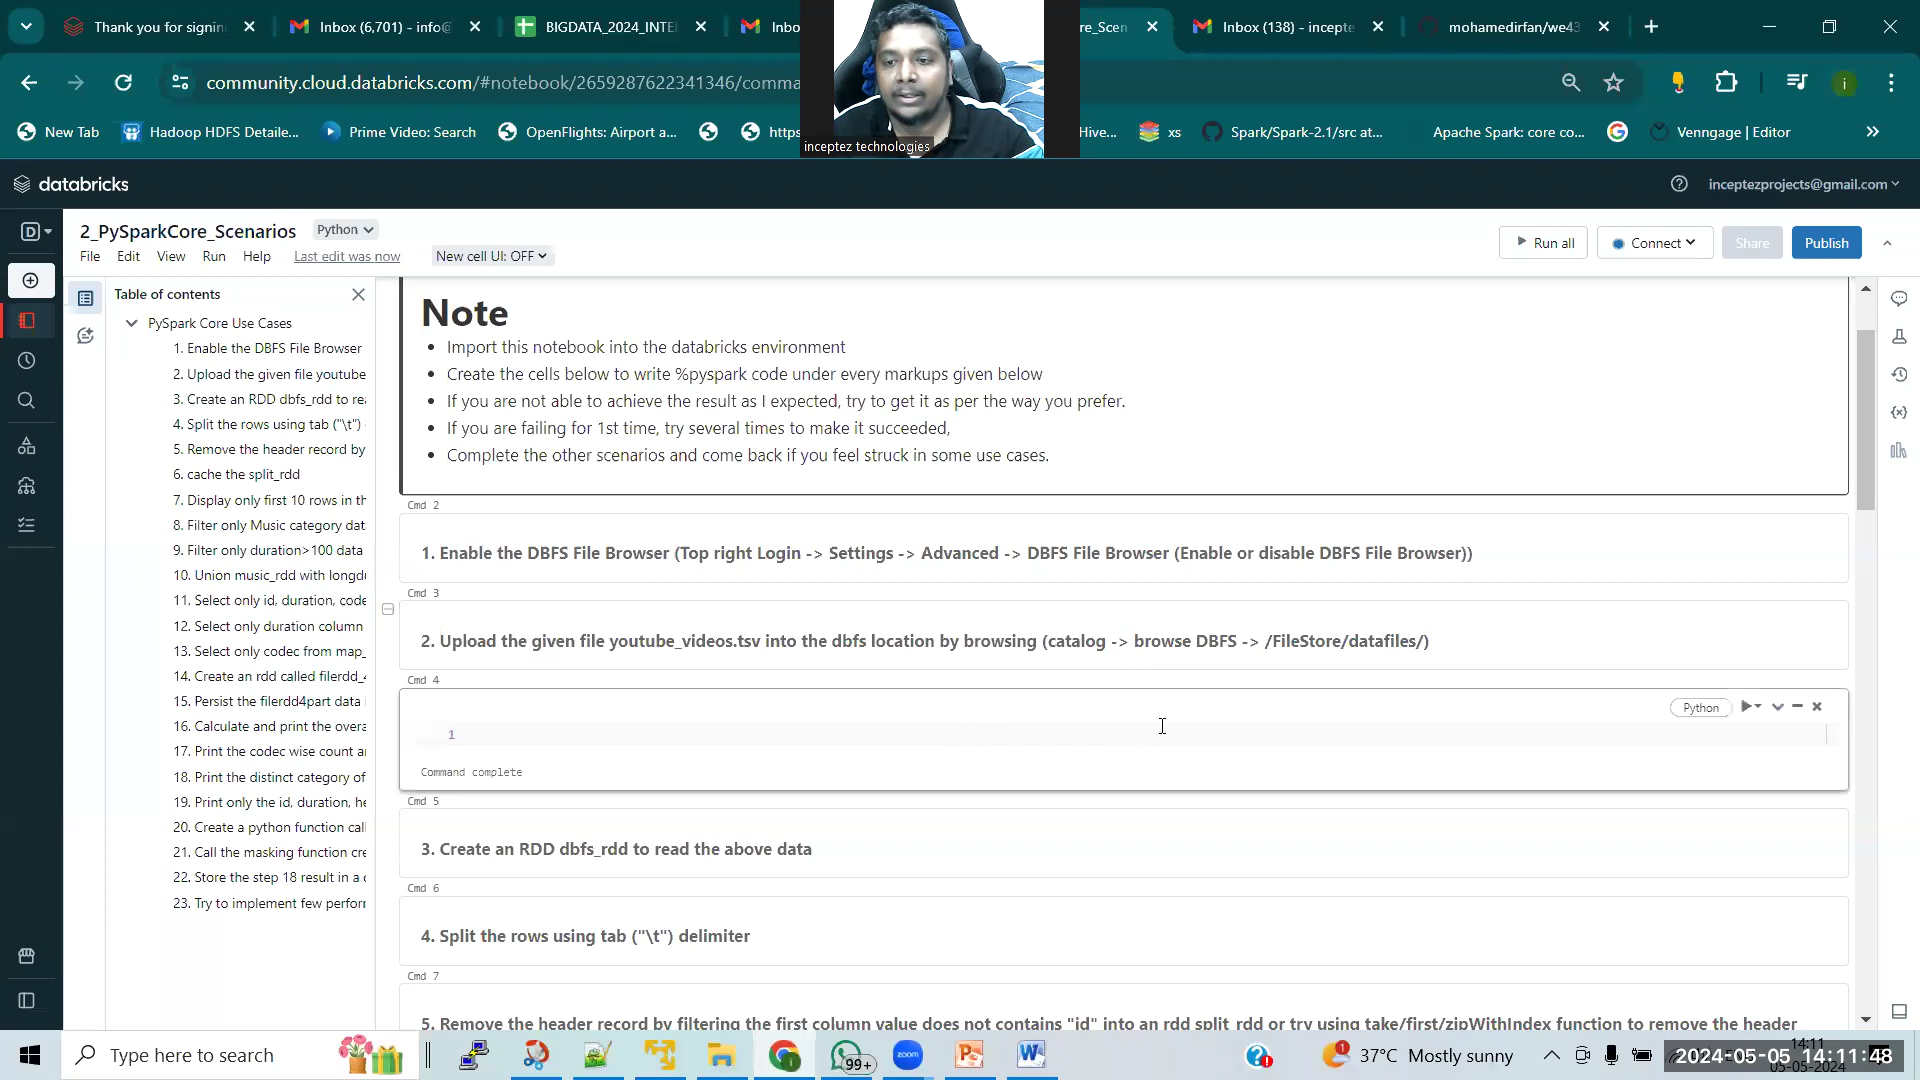 Thank you for signin
Inbox (6,701) - info@
BIGDATA_2024_INTE
Inbo
re_Scen
Inbox (138) - incepte
mohamedirfan/we43
community.cloud.databricks.com/#notebook/2659287622341346/comma
New Tab
Hadoop HDFS Detaile...
Prime Video: Search
OpenFlights: Airport a...
https
inceptez technologies
Hive...
xs
Spark/Spark-2.1/src at...
Apache Spark: core co...
Venngage | Editor
databricks
inceptezprojects@gmail.com
2_PySparkCore_Scenarios
Python
File Edit View Run Help
Last edit was now
New cell UI: OFF
Run all
Connect
Share
Publish
Table of contents
PySpark Core Use Cases
1. Enable the DBFS File Browser
2. Upload the given file youtube
3. Create an RDD dbfs_rdd to rea
4. Split the rows using tab ("\t")
5. Remove the header record by
6. cache the split_rdd
7. Display only first 10 rows in th
8. Filter only Music category dat
9. Filter only duration>100 data
10. Union music_rdd with longdu
11. Select only id, duration, code
12. Select only duration column
13. Select only codec from map_
14. Create an rdd called filerdd_4
15. Persist the filerdd4part data i
16. Calculate and print the overa
17. Print the codec wise count an
18. Print the distinct category of
19. Print only the id, duration, he
20. Create a python function call
21. Call the masking function cre
22. Store the step 18 result in a c
23. Try to implement few perforr
Note
Import this notebook into the databricks environment
Create the cells below to write %pyspark code under every markups given below
If you are not able to achieve the result as I expected, try to get it as per the way you prefer.
If you are failing for 1st time, try several times to make it succeeded,
Complete the other scenarios and come back if you feel struck in some use cases.
Cmd 2
1. Enable the DBFS File Browser (Top right Login -> Settings -> Advanced -> DBFS File Browser (Enable or disable DBFS File Browser))
Cmd 3
2. Upload the given file youtube_videos.tsv into the dbfs location by browsing (catalog -> browse DBFS -> /FileStore/datafiles/)
Cmd 4
Python
1
Command complete
Cmd 5
3. Create an RDD dbfs_rdd to read the above data
Cmd 6
4. Split the rows using tab ("\t") delimiter
Cmd 7
5. Remove the header record by filtering the first column value does not contains "id" into an rdd split_rdd or try using take/first/zipWithIndex function to remove the header
Type here to search
99+
zoom
37°C Mostly sunny
14:11
2024-05-05 14:11:48
05-05-2024